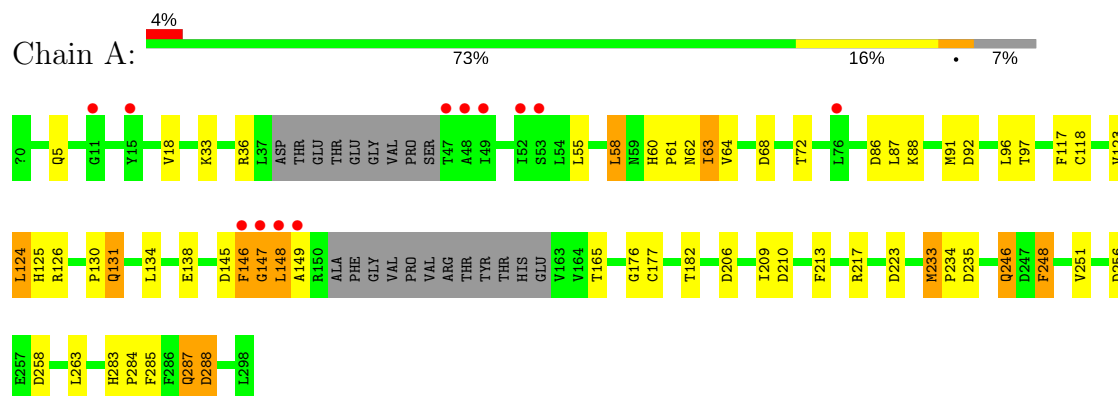 4%
Chain A:
73% 16% • 7%
?0 Q5 G11 Y15 V18 K33 R36 L37 ASP THR GLU THR GLU GLY VAL PRO SER T47 A48 I49 I52 S53 L54 L55 L58 N59 H60 P61 N62 I63 V64 D68 T72 L76 D86 L87 K88 M91 D92 L96 T97 F117 C118
L124 H125 R126 P130 Q131 L134 E138 D145 F146 G147 L148 A149 R150 ALA PHE GLY VAL PRO VAL ARG THR TYR THR HIS GLU V163 V164 T165 G176 C177 T182 D206 I209 D210 F213 R217 D223 M233 P234 D235 Q246 D247 F248 V251
E257 D258 L263 H283 P284 F285 F286 Q287 D288 L298